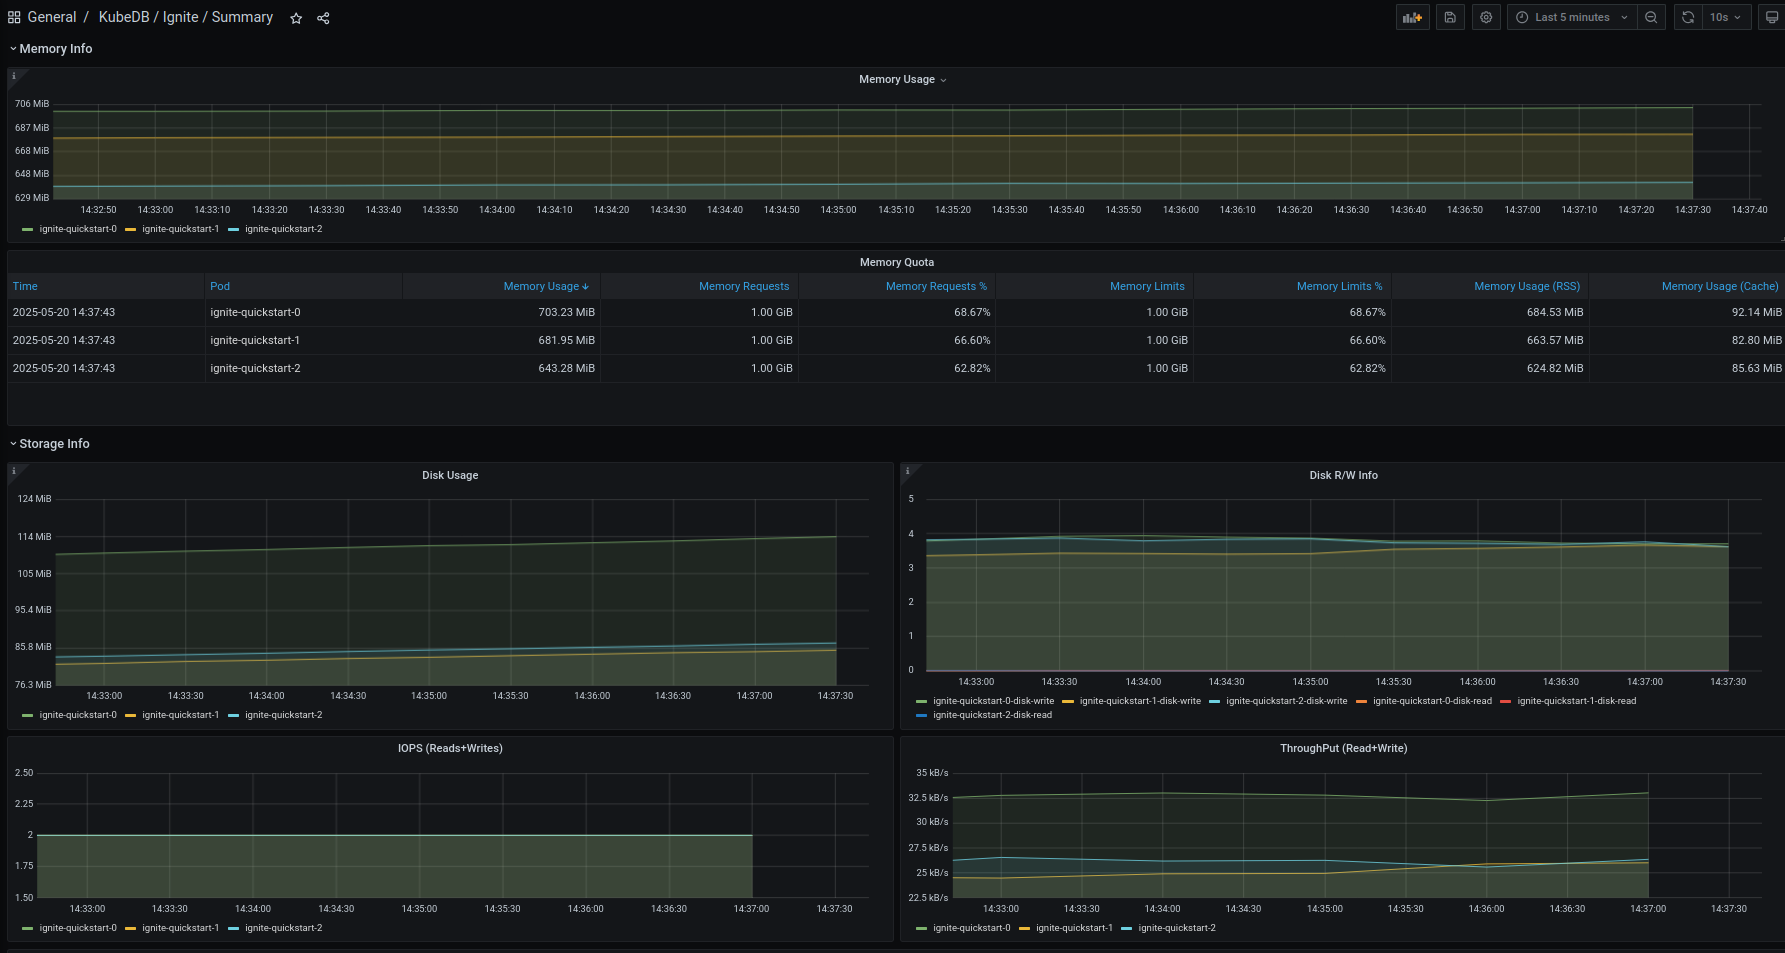 General / KubeDB / Ignite / Summary
Last 5 minutes
10s
Memory Info
i
Memory Usage
706 MiB
687 MiB
668 MiB
648 MiB
629 MiB
14:32:50 14:33:00 14:33:10 14:33:20 14:33:30 14:33:40 14:33:50 14:34:00 14:34:10 14:34:20 14:34:30 14:34:40 14:34:50 14:35:00 14:35:10 14:35:20 14:35:30 14:35:40 14:35:50 14:36:00 14:36:10 14:36:20 14:36:30 14:36:40 14:36:50 14:37:00 14:37:10 14:37:20 14:37:30 14:37:40
ignite-quickstart-0 ignite-quickstart-1 ignite-quickstart-2
Memory Quota
Time Pod Memory Usage Memory Requests Memory Requests % Memory Limits Memory Limits % Memory Usage (RSS) Memory Usage (Cache)
2025-05-20 14:37:43 ignite-quickstart-0 703.23 MiB 1.00 GiB 68.67% 1.00 GiB 68.67% 684.53 MiB 92.14 MiB
2025-05-20 14:37:43 ignite-quickstart-1 681.95 MiB 1.00 GiB 66.60% 1.00 GiB 66.60% 663.57 MiB 82.80 MiB
2025-05-20 14:37:43 ignite-quickstart-2 643.28 MiB 1.00 GiB 62.82% 1.00 GiB 62.82% 624.82 MiB 85.63 MiB
Storage Info
i
Disk Usage
124 MiB
114 MiB
105 MiB
95.4 MiB
85.8 MiB
76.3 MiB
14:33:00 14:33:30 14:34:00 14:34:30 14:35:00 14:35:30 14:36:00 14:36:30 14:37:00 14:37:30
ignite-quickstart-0 ignite-quickstart-1 ignite-quickstart-2
i
Disk R/W Info
5
4
3
2
1
0
14:33:00 14:33:30 14:34:00 14:34:30 14:35:00 14:35:30 14:36:00 14:36:30 14:37:00 14:37:30
ignite-quickstart-0-disk-write ignite-quickstart-1-disk-write ignite-quickstart-2-disk-write ignite-quickstart-0-disk-read ignite-quickstart-1-disk-read
ignite-quickstart-2-disk-read
IOPS (Reads+Writes)
2.50
2.25
2
1.75
1.50
14:33:00 14:33:30 14:34:00 14:34:30 14:35:00 14:35:30 14:36:00 14:36:30 14:37:00 14:37:30
ignite-quickstart-0 ignite-quickstart-1 ignite-quickstart-2
ThroughPut (Read+Write)
35 kB/s
32.5 kB/s
30 kB/s
27.5 kB/s
25 kB/s
22.5 kB/s
14:33:00 14:33:30 14:34:00 14:34:30 14:35:00 14:35:30 14:36:00 14:36:30 14:37:00 14:37:30
ignite-quickstart-0 ignite-quickstart-1 ignite-quickstart-2